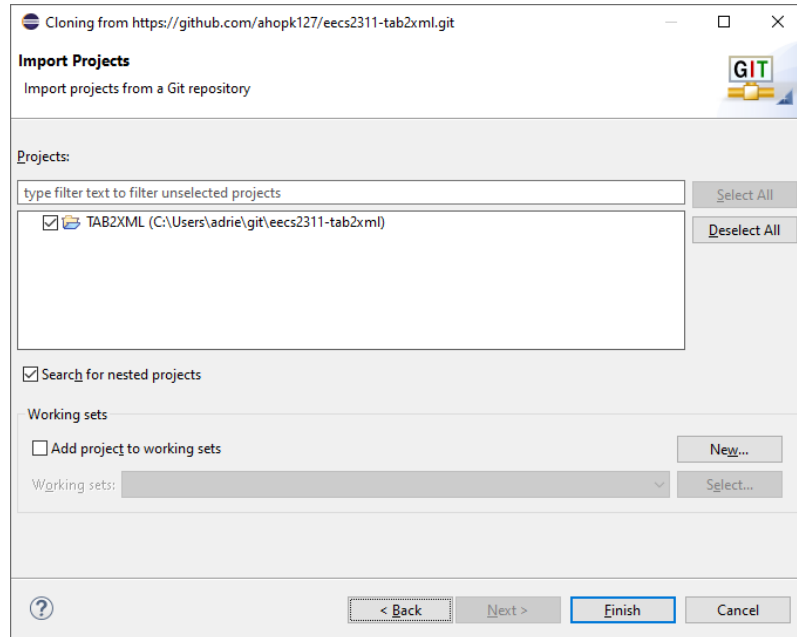 Cloning from https://github.com/ahopk127/eecs2311-tab2xml.git
Import Projects
Import projects from a Git repository
GIT
Projects:
type filter text to filter unselected projects
Select All
TAB2XML (C:\Users\adrie\git\eecs2311-tab2xml)
Deselect All
Search for nested projects
Working sets
Add project to working sets
New...
Working sets:
Select...
?
< Back
Next >
Finish
Cancel